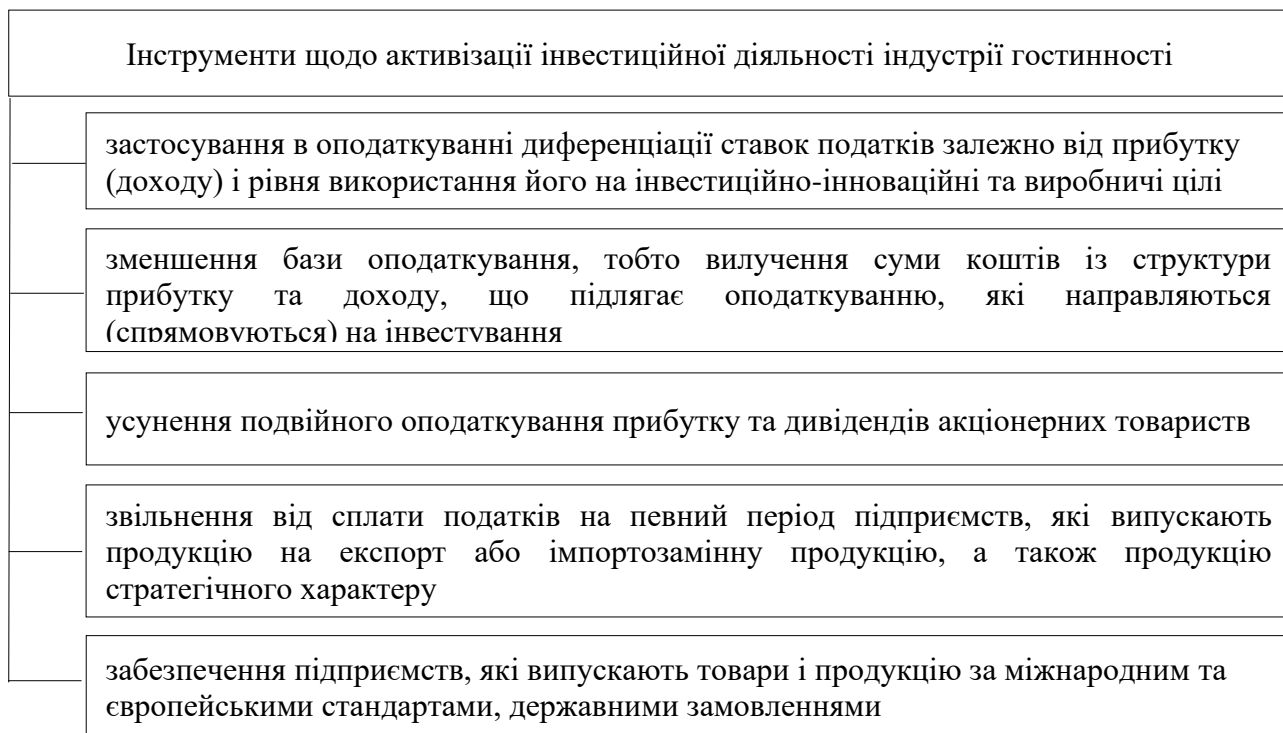 Інструменти щодо активізації інвестиційної діяльності індустрії гостинності
застосування в оподаткуванні диференціації ставок податків залежно від прибутку
(доходу) і рівня використання його на інвестиційно-інноваційні та виробничі цілі
зменшення бази оподаткування, тобто вилучення суми коштів із структури
прибутку та доходу, що підлягає оподаткуванню, які направляються
(спрямовуються) на інвестування
усунення подвійного оподаткування прибутку та дивідендів акціонерних товариств
звільнення від сплати податків на певний період підприємств, які випускають
продукцію на експорт або імпортозамінну продукцію, а також продукцію
стратегічного характеру
забезпечення підприємств, які випускають товари і продукцію за міжнародним та
європейськими стандартами, державними замовленнями